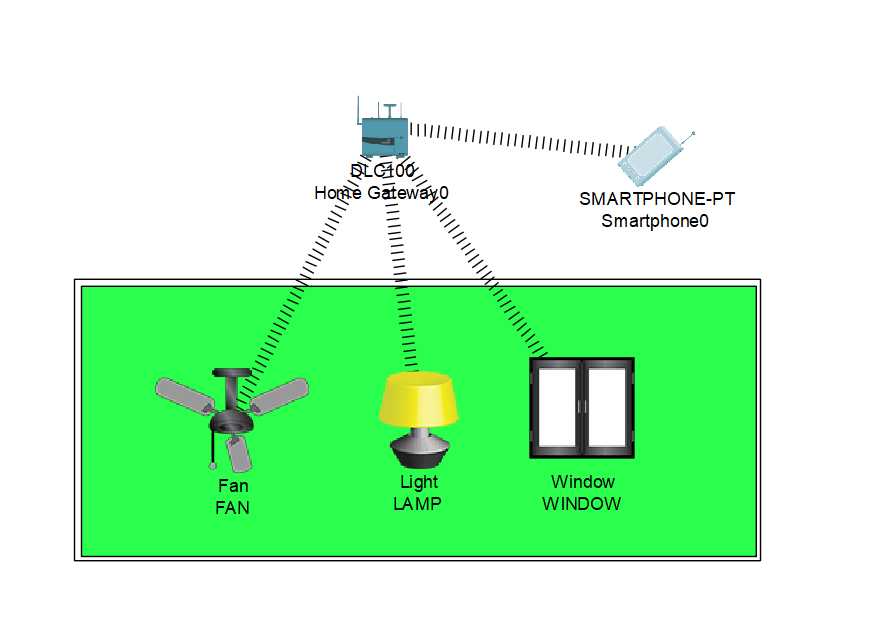 DLC100
Home Gateway0
SMARTPHONE-PT
Smartphone0
Fan
FAN
Light
LAMP
Window
WINDOW